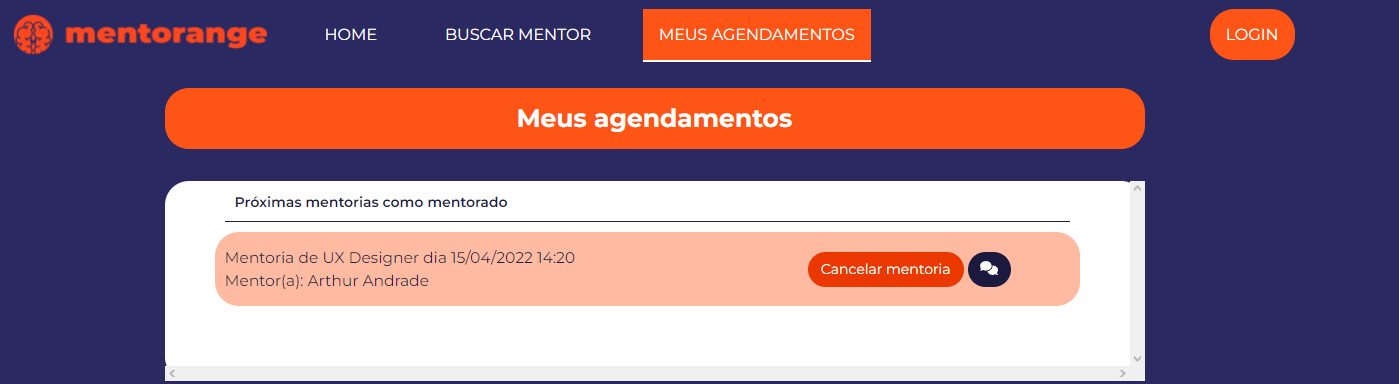 mentorange
HOME
BUSCAR MENTOR
MEUS AGENDAMENTOS
LOGIN
Meus agendamentos
Próximas mentorias como mentorado
Mentoria de UX Designer dia 15/04/2022 14:20
Mentor(a): Arthur Andrade
Cancelar mentoria